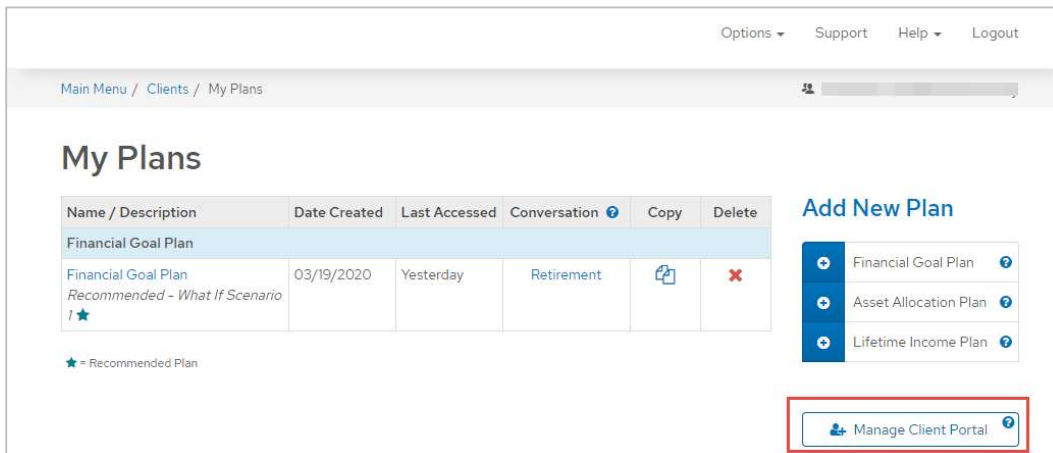 Options Support Help Logout
Main Menu / Clients / My Plans
My Plans
Name / Description Date Created Last Accessed Conversation Copy Delete
Financial Goal Plan
Financial Goal Plan 03/19/2020 Yesterday Retirement
Recommended - What If Scenario
1
= Recommended Plan
Add New Plan
Financial Goal Plan
Asset Allocation Plan
Lifetime Income Plan
Manage Client Portal